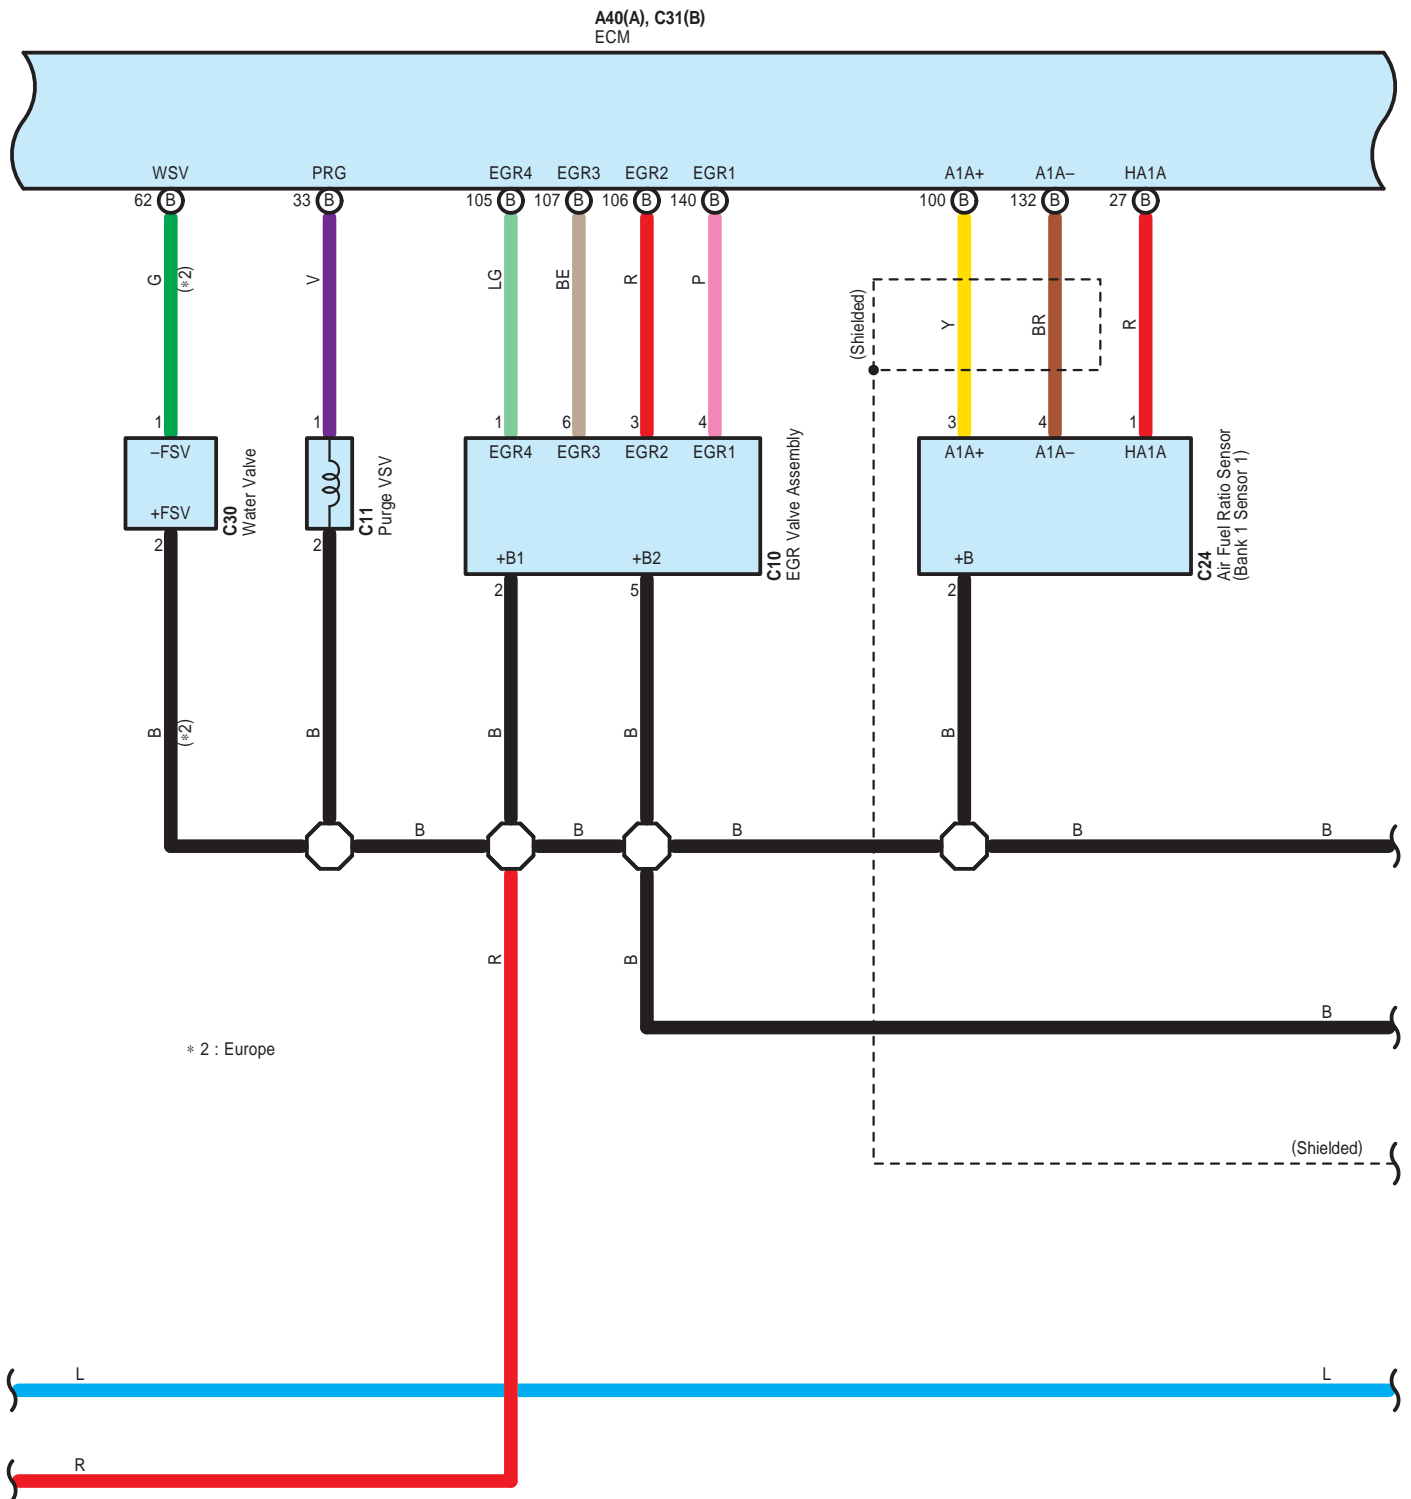 A40(A), C31(B)
ECM
WSV PRG EGR4 EGR3 EGR2 EGR1 A1A+ A1A– HA1A
62 B 33 B 105 B 107 B 106 B 140 B 100 B 132 B 27 B
G
(*2)
V
LG
BE
R
P
(Shielded)
Y
BR
R
1 1 1 6 3 4 3 4 1
–FSV EGR4 EGR3 EGR2 EGR1 A1A+ A1A– HA1A
+FSV
C30
Water Valve
C11
Purge VSV
+B1 +B2
C10
EGR Valve Assembly
+B
C24
Air Fuel Ratio Sensor
(Bank 1 Sensor 1)
2 2 2 5 2
B
(*2)
B
B
B
B
B B B B B
R
B
B
* 2 : Europe
(Shielded)
L L
R